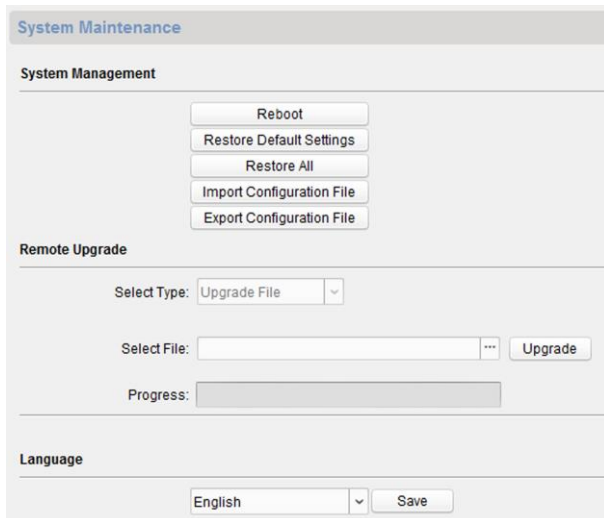 System Maintenance
System Management
Reboot
Restore Default Settings
Restore All
Import Configuration File
Export Configuration File
Remote Upgrade
Select Type: Upgrade File
Select File: ... Upgrade
Progress:
Language
English Save